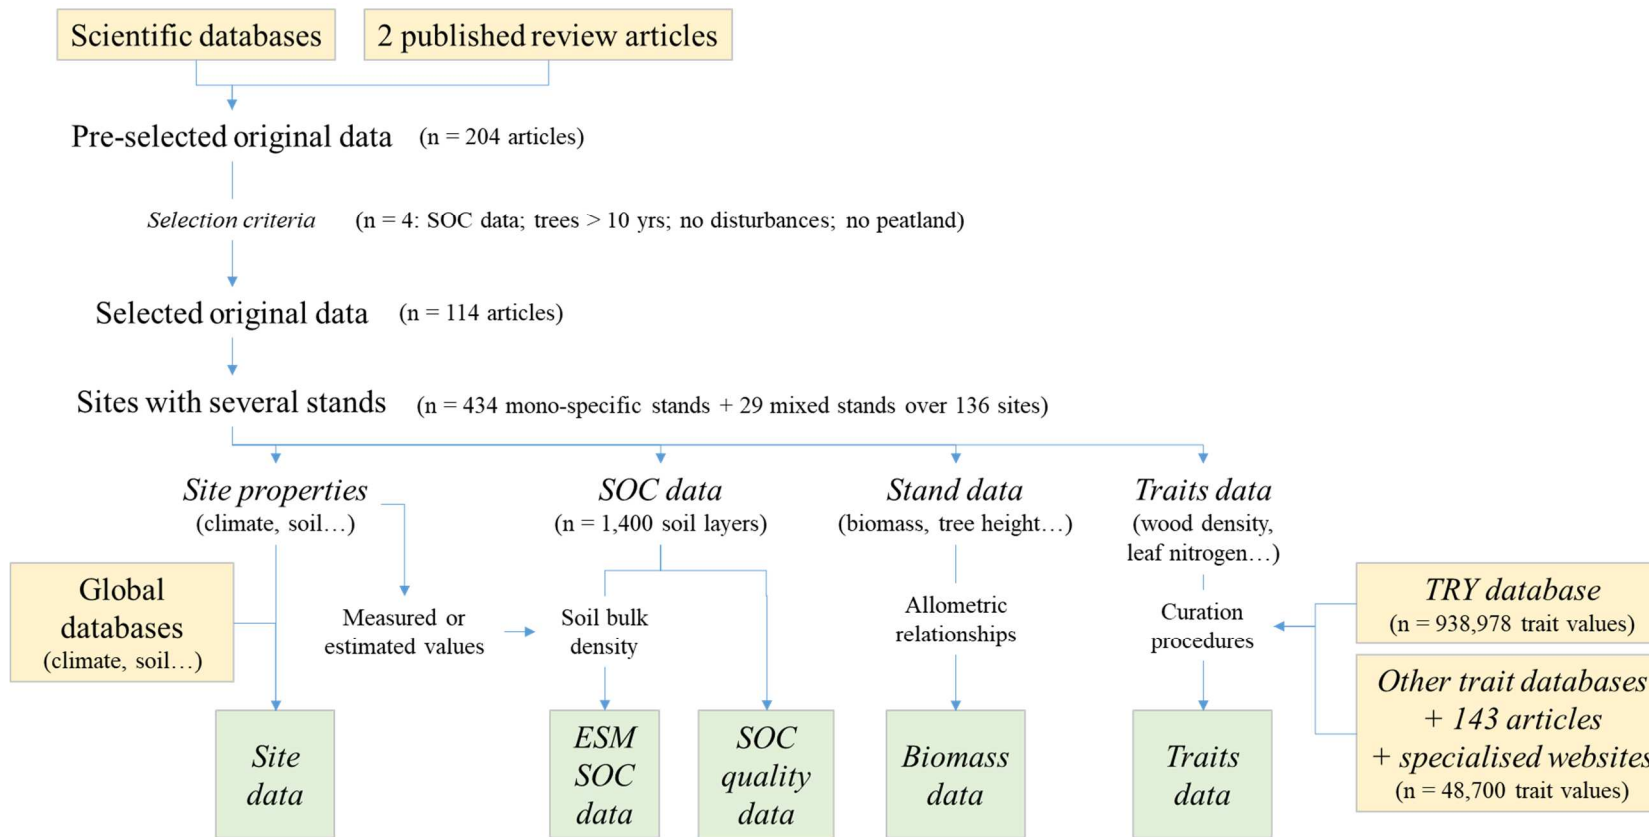 Scientific databases
2 published review articles
Pre-selected original data (n = 204 articles)
Selection criteria (n = 4: SOC data; trees > 10 yrs; no disturbances; no peatland)
Selected original data (n = 114 articles)
Sites with several stands (n = 434 mono-specific stands + 29 mixed stands over 136 sites)
Site properties
(climate, soil…)
SOC data
(n = 1,400 soil layers)
Stand data
(biomass, tree height…)
Traits data
(wood density,
leaf nitrogen…)
Global
databases
(climate, soil…)
Measured or
estimated values
Soil bulk
density
Allometric
relationships
Curation
procedures
TRY database
(n = 938,978 trait values)
Other trait databases
+ 143 articles
+ specialised websites
(n = 48,700 trait values)
Site
data
ESM
SOC
data
SOC
quality
data
Biomass
data
Traits
data